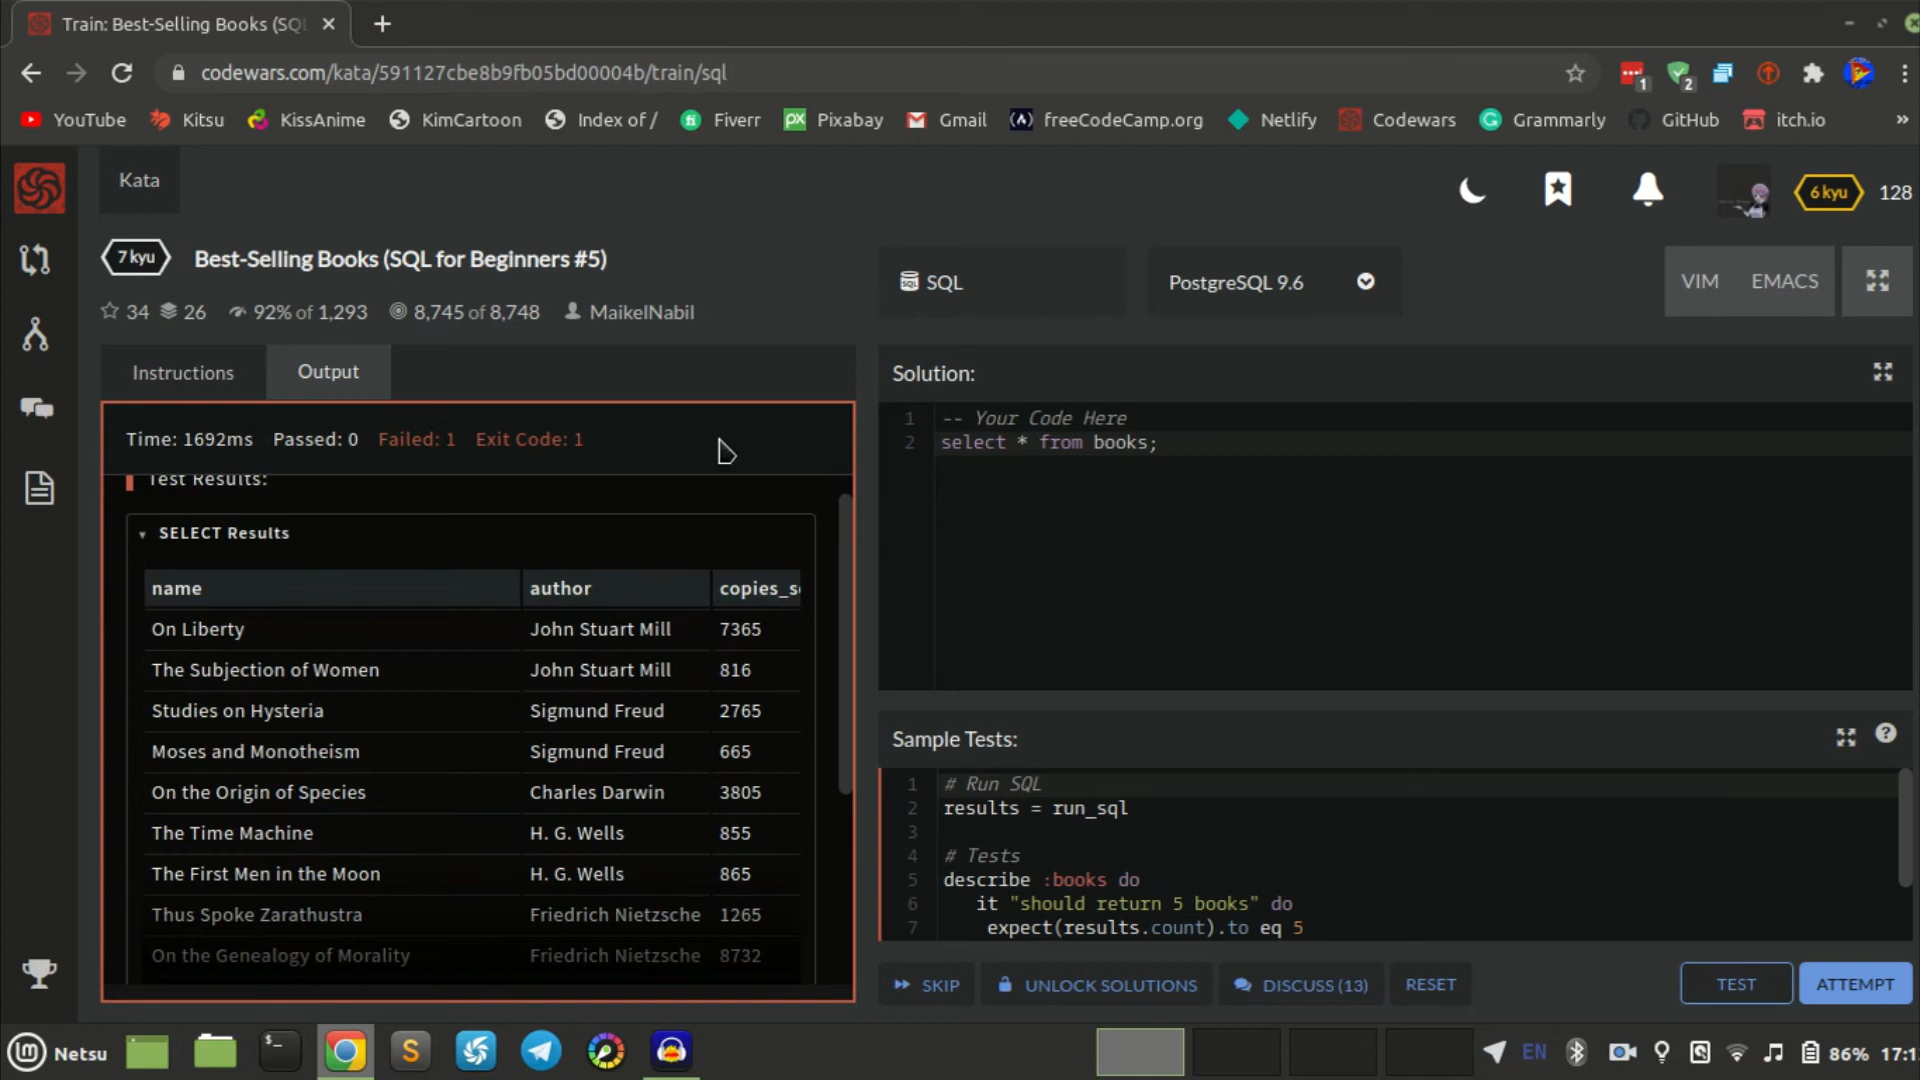 Train: Best-Selling Books (SQL
codewars.com/kata/591127cbe8b9fb05bd00004b/train/sql
1
2
YouTube
Kitsu
KissAnime
KimCartoon
Index of /
Fiverr
Pixabay
Gmail
freeCodeCamp.org
Netlify
Codewars
Grammarly
GitHub
itch.io
»
Kata
6 kyu
128
7 kyu
Best-Selling Books (SQL for Beginners #5)
34
26
92% of 1,293
8,745 of 8,748
MaikelNabil
SQL
PostgreSQL 9.6
VIM
EMACS
Instructions
Output
Time: 1692ms Passed: 0 Failed: 1 Exit Code: 1
Test Results:
SELECT Results
name author copies_s
On Liberty John Stuart Mill 7365
The Subjection of Women John Stuart Mill 816
Studies on Hysteria Sigmund Freud 2765
Moses and Monotheism Sigmund Freud 665
On the Origin of Species Charles Darwin 3805
The Time Machine H. G. Wells 855
The First Men in the Moon H. G. Wells 865
Thus Spoke Zarathustra Friedrich Nietzsche 1265
On the Genealogy of Morality Friedrich Nietzsche 8732
Solution:
1 -- Your Code Here
2 select * from books;
Sample Tests:
1 # Run SQL
2 results = run_sql
3
4 # Tests
5 describe :books do
6 it "should return 5 books" do
7 expect(results.count).to eq 5
SKIP
UNLOCK SOLUTIONS
DISCUSS (13)
RESET
TEST
ATTEMPT
Netsu
EN
86%
17:1